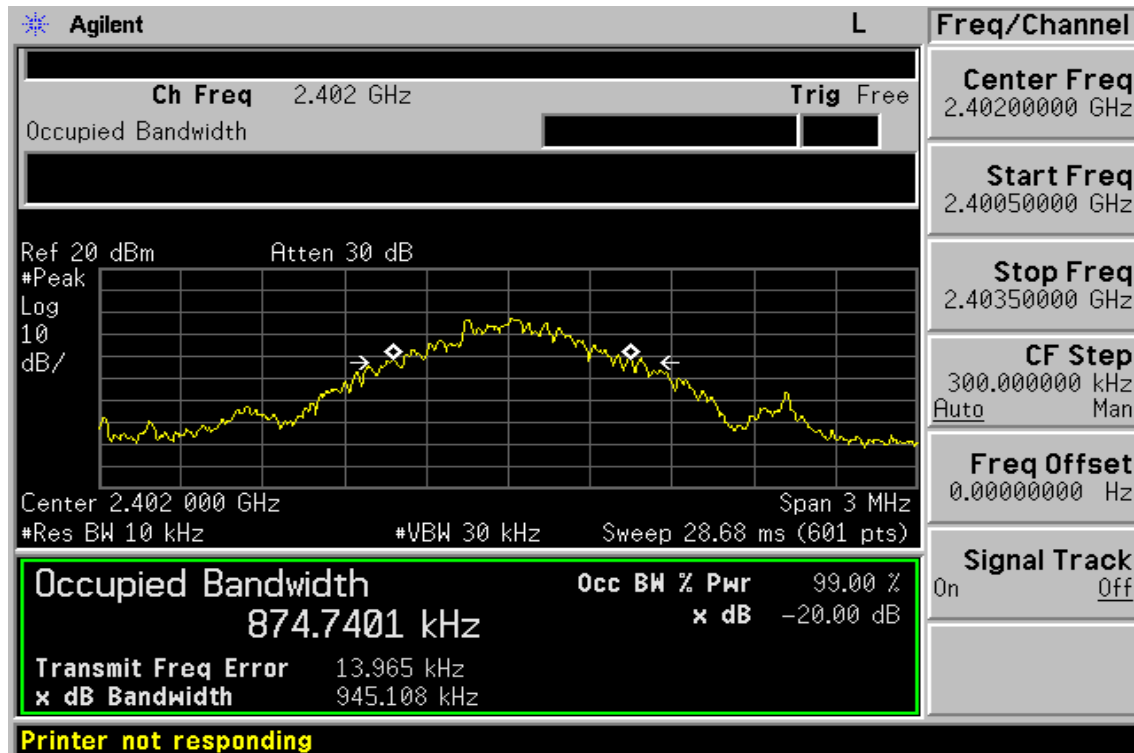 Agilent L
Freq/Channel
Ch Freq 2.402 GHz Trig Free
Occupied Bandwidth
Center Freq
2.40200000 GHz
Start Freq
2.40050000 GHz
Stop Freq
2.40350000 GHz
CF Step
300.000000 kHz
Auto Man
Freq Offset
0.00000000 Hz
Signal Track
On Off
Ref 20 dBm Atten 30 dB
#Peak
Log
10
dB/
Center 2.402 000 GHz Span 3 MHz
#Res BW 10 kHz #VBW 30 kHz Sweep 28.68 ms (601 pts)
Occupied Bandwidth
874.7401 kHz
Occ BW % Pwr 99.00 %
x dB -20.00 dB
Transmit Freq Error 13.965 kHz
x dB Bandwidth 945.108 kHz
Printer not responding